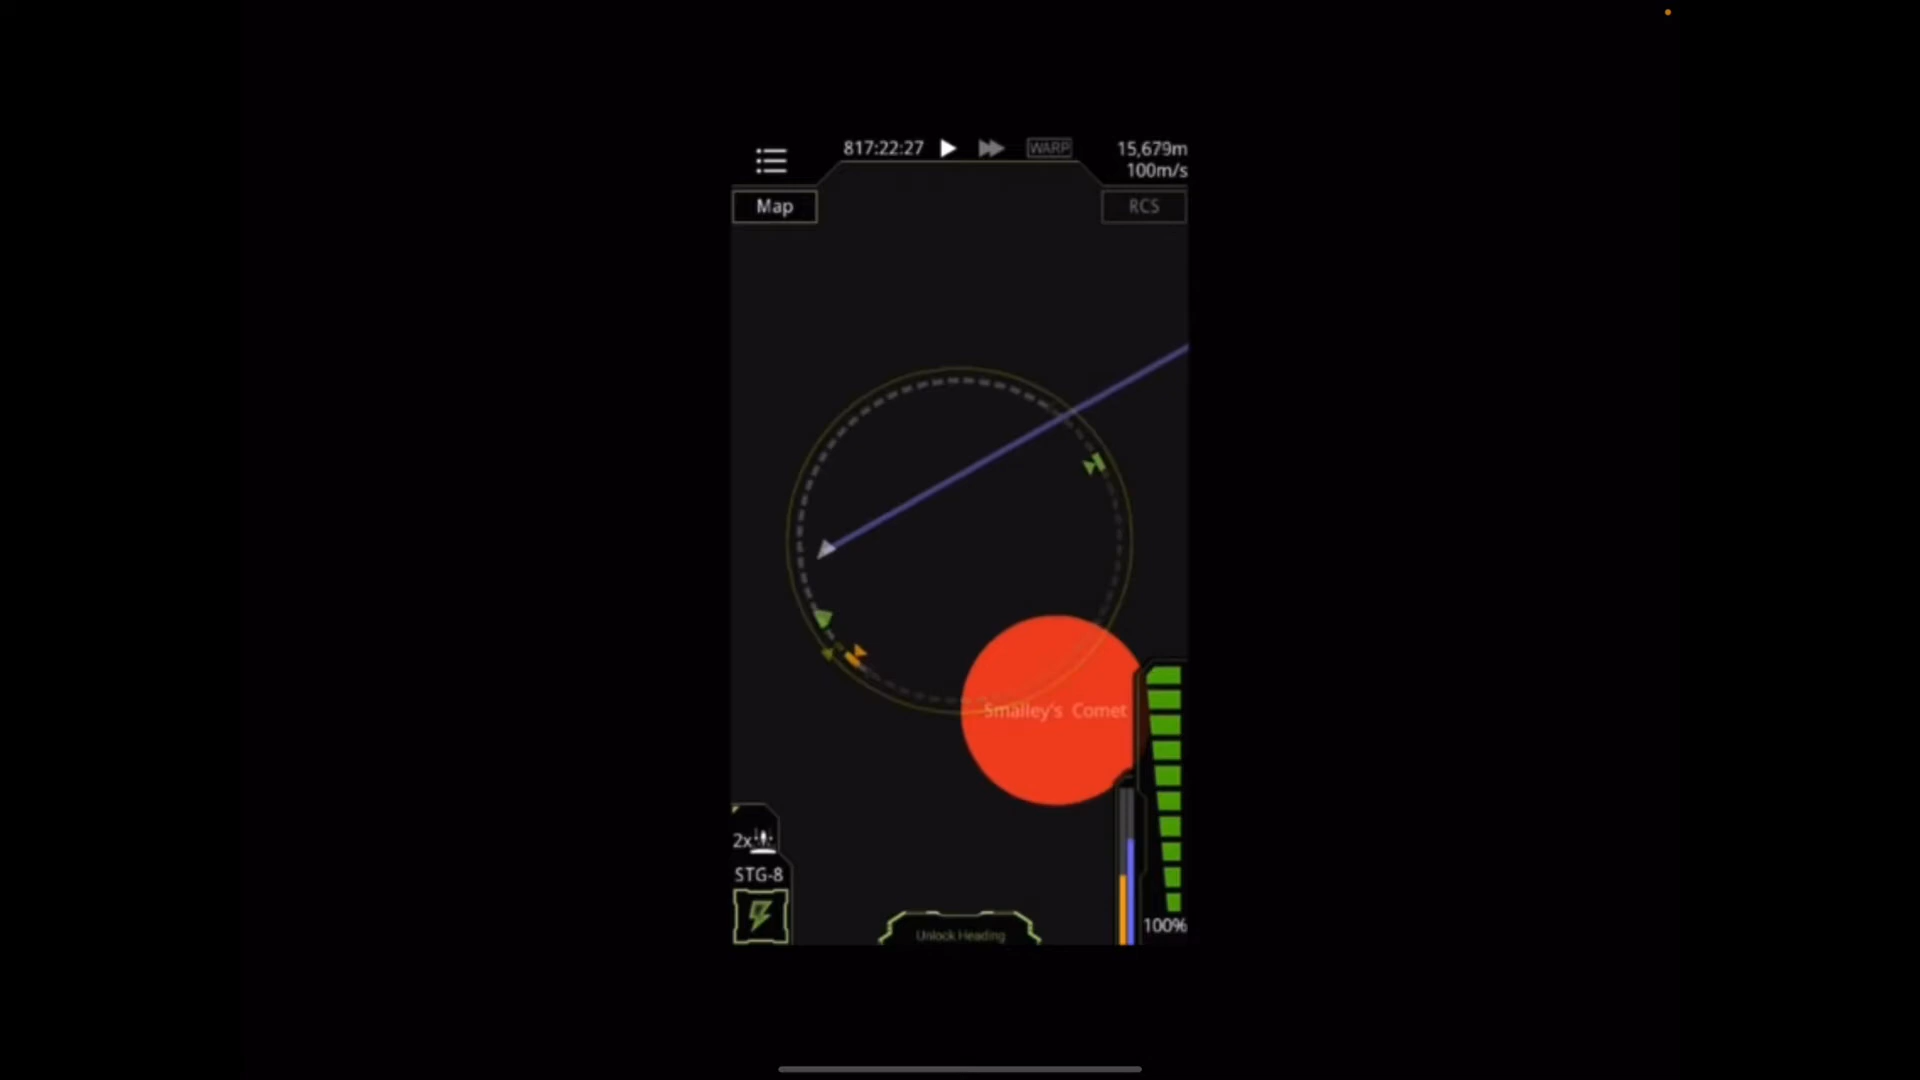 817:22:27 WARP 15,679m
100m/s
Map RCS
Smalley's Comet
2x
STG-8
100%
Unlock Heading